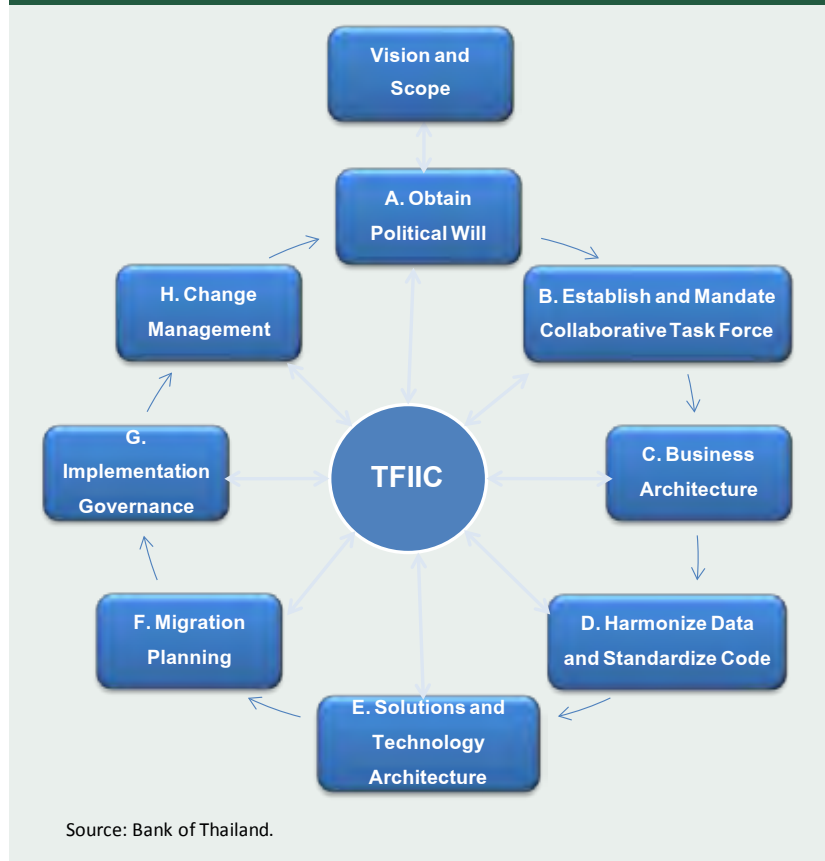 Vision and
Scope
A. Obtain
Political Will
H. Change
Management
B. Establish and Mandate
Collaborative Task Force
G.
Implementation
Governance
TFIIC
C. Business
Architecture
F. Migration
Planning
D. Harmonize Data
and Standardize Code
E. Solutions and
Technology
Architecture
Source: Bank of Thailand.